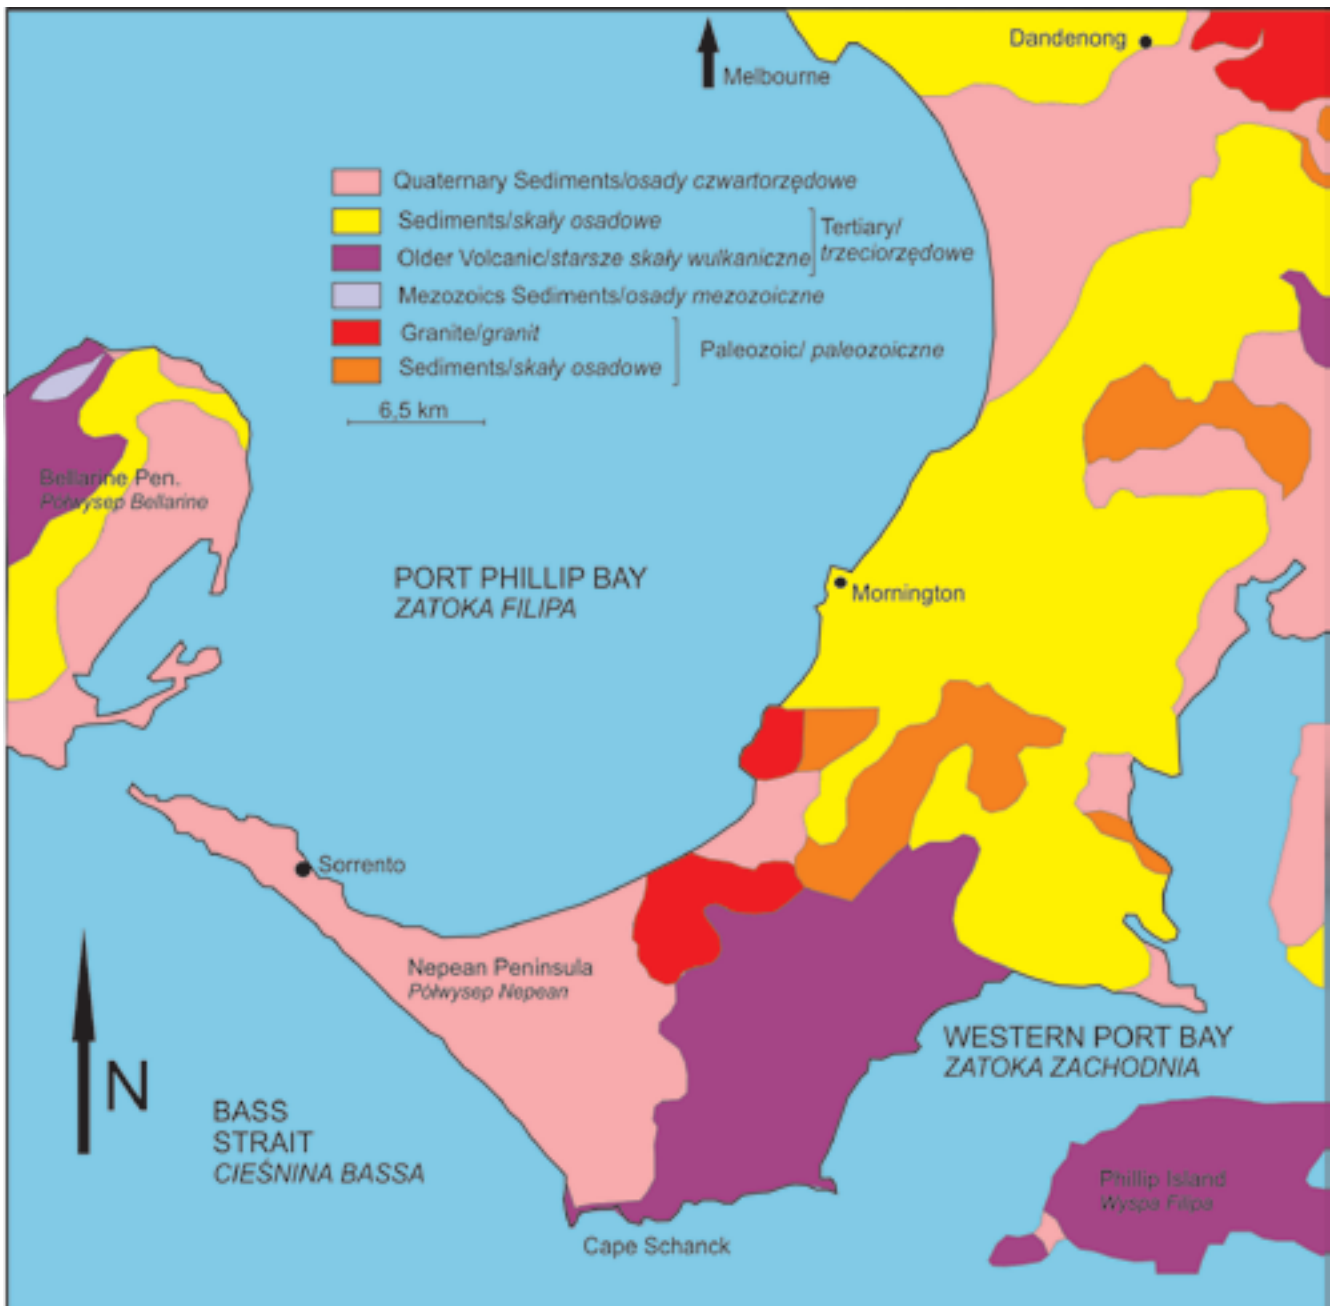 Dandenong
Melbourne
Quaternary Sediments/osady czwartorzędowe
Sediments/skały osadowe
Older Volcanic/starsze skały wulkaniczne
Tertiary/
trzeciorzędowe
Mezozoics Sediments/osady mezozoiczne
Granite/granit
Sediments/skały osadowe
Paleozoic/ paleozoiczne
6,5 km
Bellarine Pen.
Półwysep Bellarine
PORT PHILLIP BAY
ZATOKA FILIPA
Mornington
Sorrento
Nepean Peninsula
Półwysep Nepean
WESTERN PORT BAY
ZATOKA ZACHODNIA
N
BASS
STRAIT
CIEŚNINA BASSA
Phillip Island
Wyspa Filipa
Cape Schanck